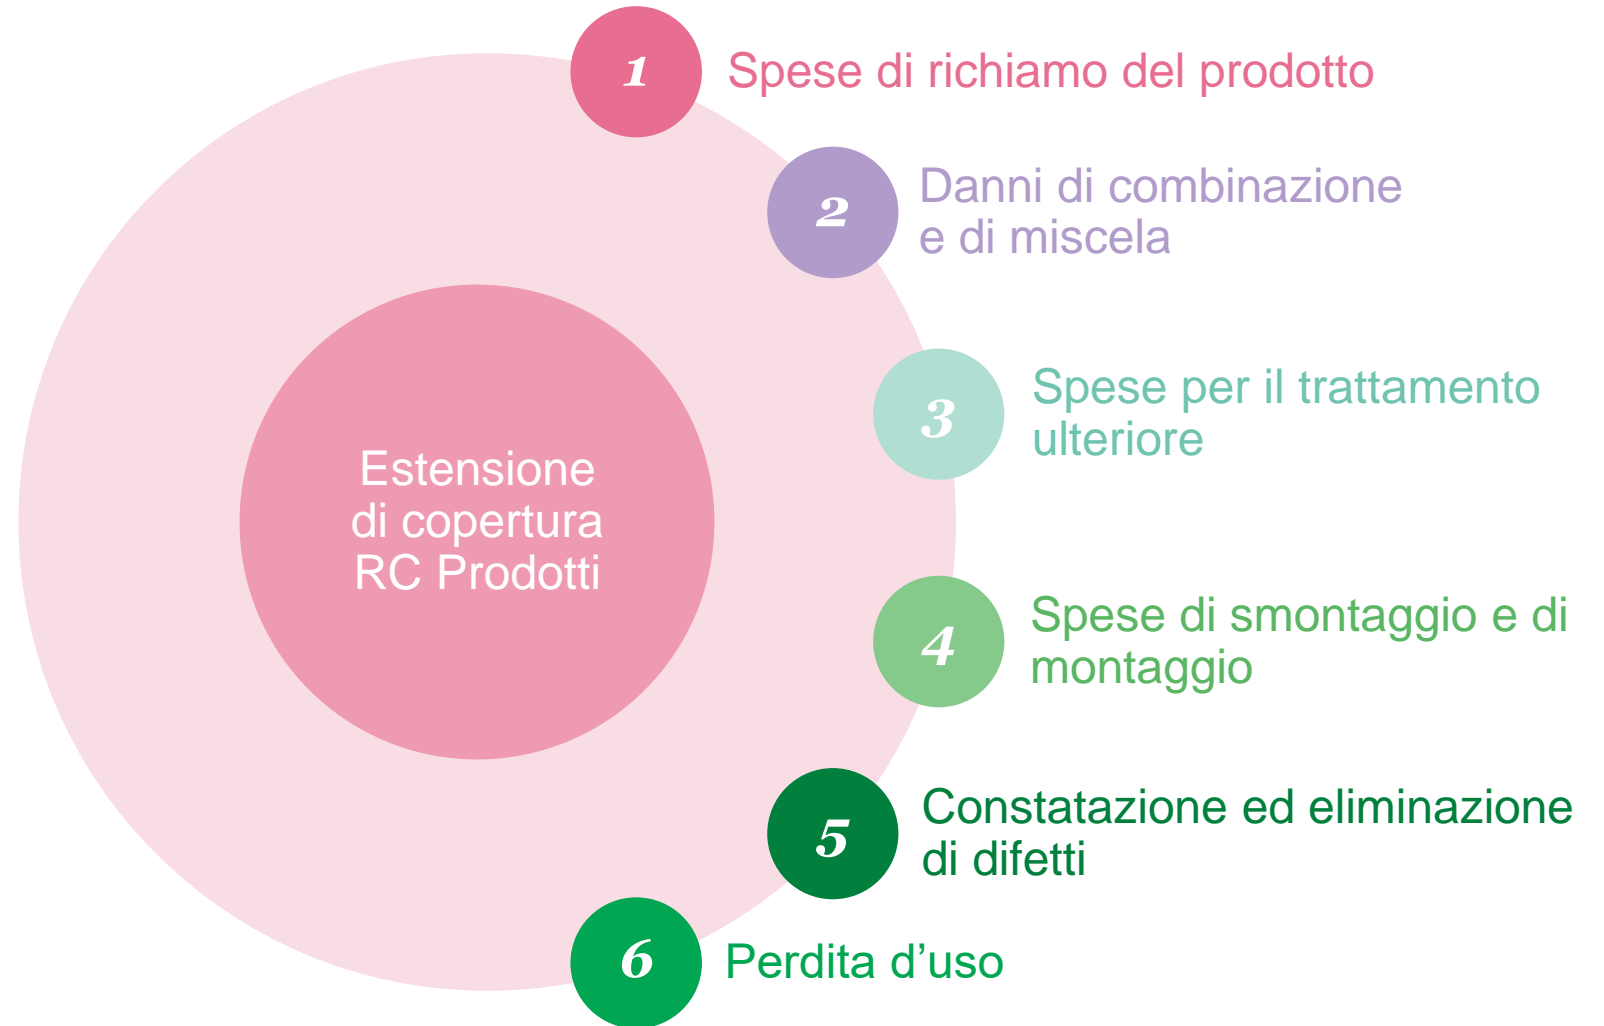 1
Spese di richiamo del prodotto
2
Danni di combinazione
e di miscela
3
Spese per il trattamento
ulteriore
Estensione
di copertura
RC Prodotti
4
Spese di smontaggio e di
montaggio
5
Constatazione ed eliminazione
di difetti
6
Perdita d’uso